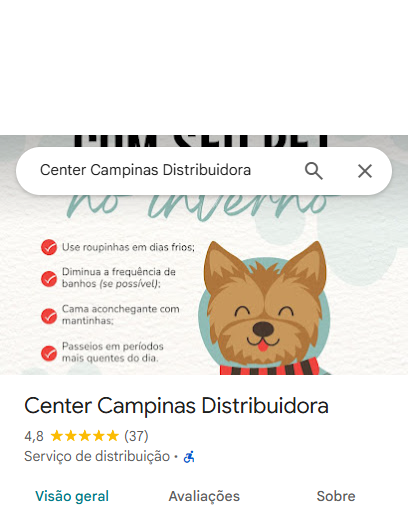 COM SEU PET
Center Campinas Distribuidora
no inverno
Use roupinhas em dias frios;
Diminua a frequência de
banhos (se possível);
Cama aconchegante com
mantinhas;
Passeios em períodos
mais quentes do dia.
Center Campinas Distribuidora
4,8 (37)
Serviço de distribuição ·
Visão geral Avaliações Sobre